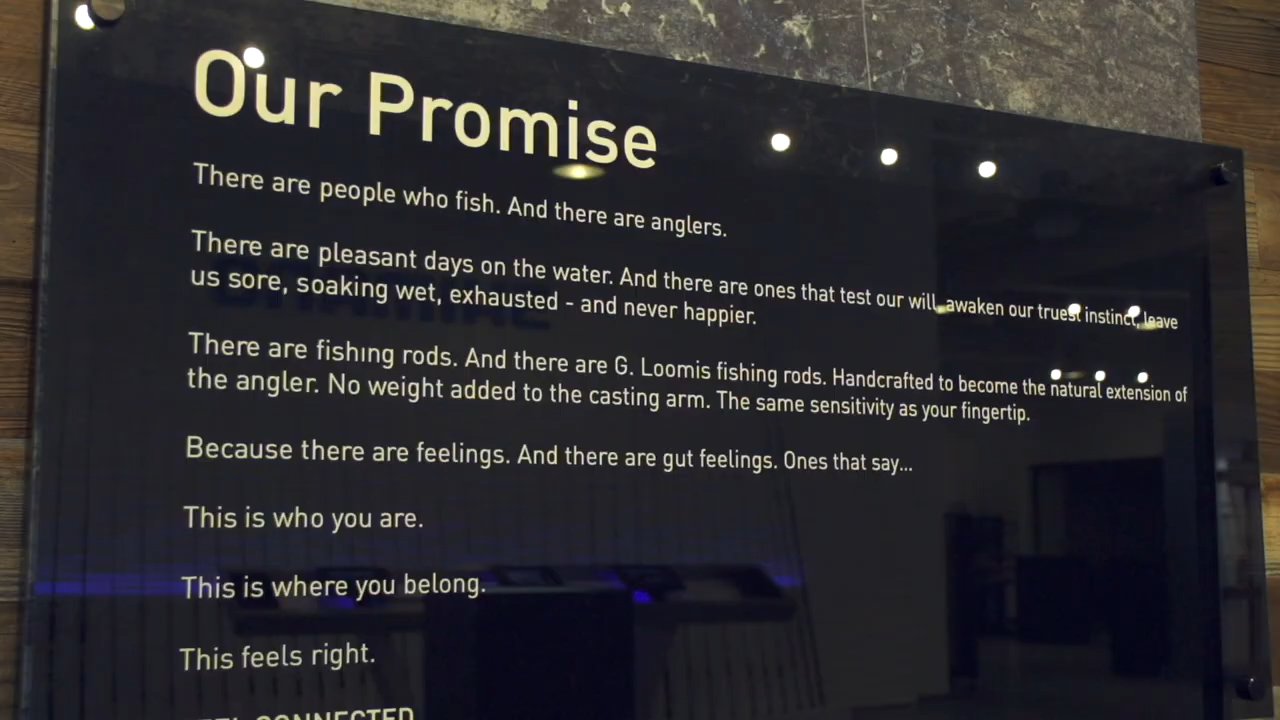 Our Promise
There are people who fish. And there are anglers.
There are pleasant days on the water. And there are ones that test our will, awaken our truest instinct, leave
us sore, soaking wet, exhausted - and never happier.
There are fishing rods. And there are G. Loomis fishing rods. Handcrafted to become the natural extension of
the angler. No weight added to the casting arm. The same sensitivity as your fingertip.
Because there are feelings. And there are gut feelings. Ones that say...
This is who you are.
This is where you belong.
This feels right.
CONNECTED